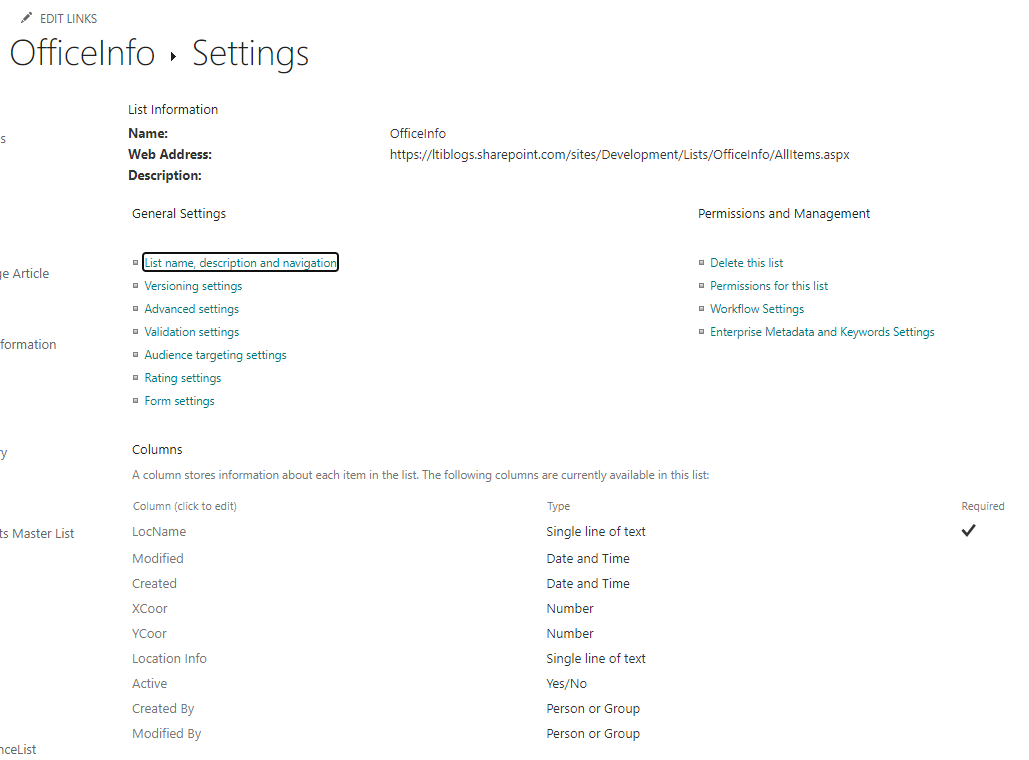 EDIT LINKS
OfficeInfo ▸ Settings
List Information
Name: OfficeInfo
Web Address: https://ltiblogs.sharepoint.com/sites/Development/Lists/OfficeInfo/AllItems.aspx
Description:
General Settings Permissions and Management
List name, description and navigation Delete this list
Versioning settings Permissions for this list
Advanced settings Workflow Settings
Validation settings Enterprise Metadata and Keywords Settings
Audience targeting settings
Rating settings
Form settings
Columns
A column stores information about each item in the list. The following columns are currently available in this list:
Column (click to edit) Type Required
LocName Single line of text ✔
Modified Date and Time
Created Date and Time
XCoor Number
YCoor Number
Location Info Single line of text
Active Yes/No
Created By Person or Group
Modified By Person or Group
s
ge Article
formation
ry
ts Master List
nceList